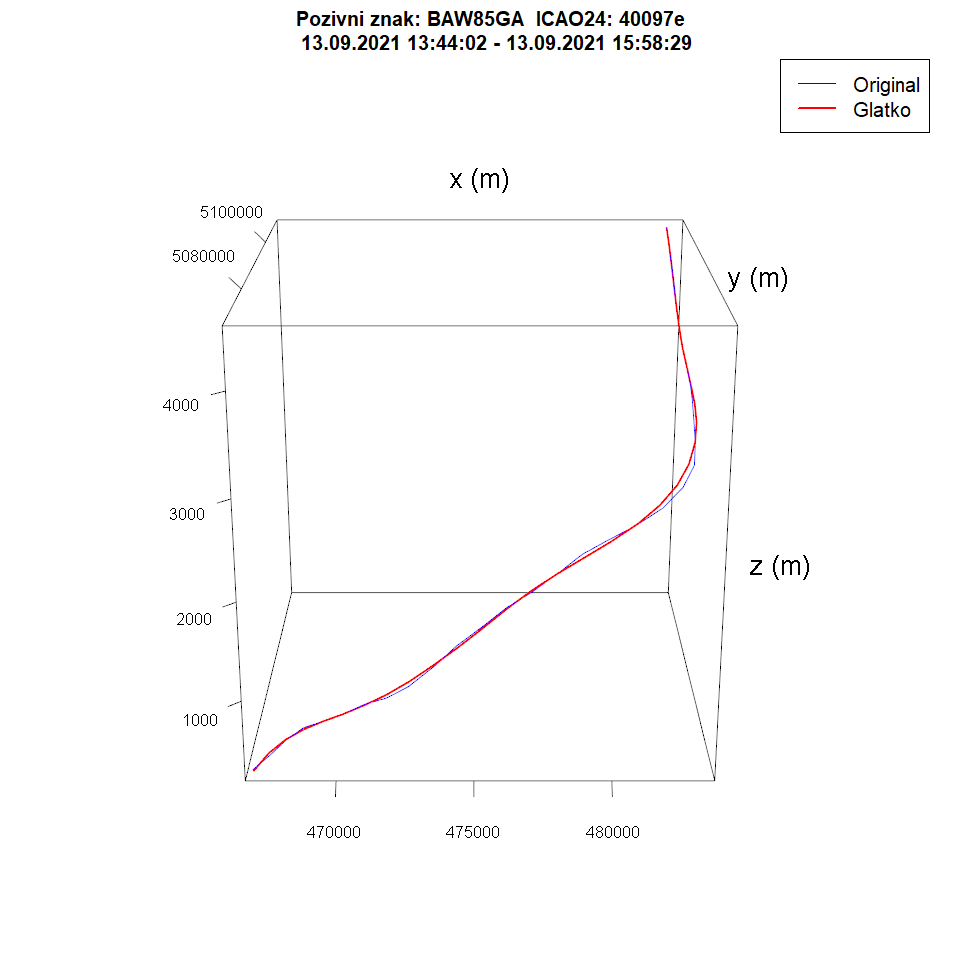 Pozivni znak: BAW85GA  ICAO24: 40097e
13.09.2021 13:44:02 - 13.09.2021 15:58:29
Original
Glatko
x (m)
5100000
5080000
y (m)
4000
3000
z (m)
2000
1000
470000 475000 480000